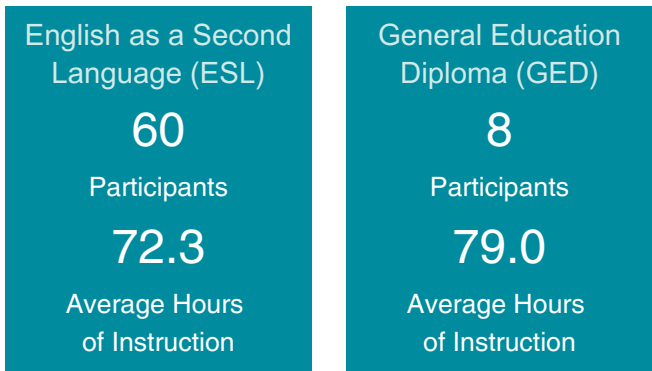 English as a Second
Language (ESL)
60
Participants
72.3
Average Hours
of Instruction
General Education
Diploma (GED)
8
Participants
79.0
Average Hours
of Instruction